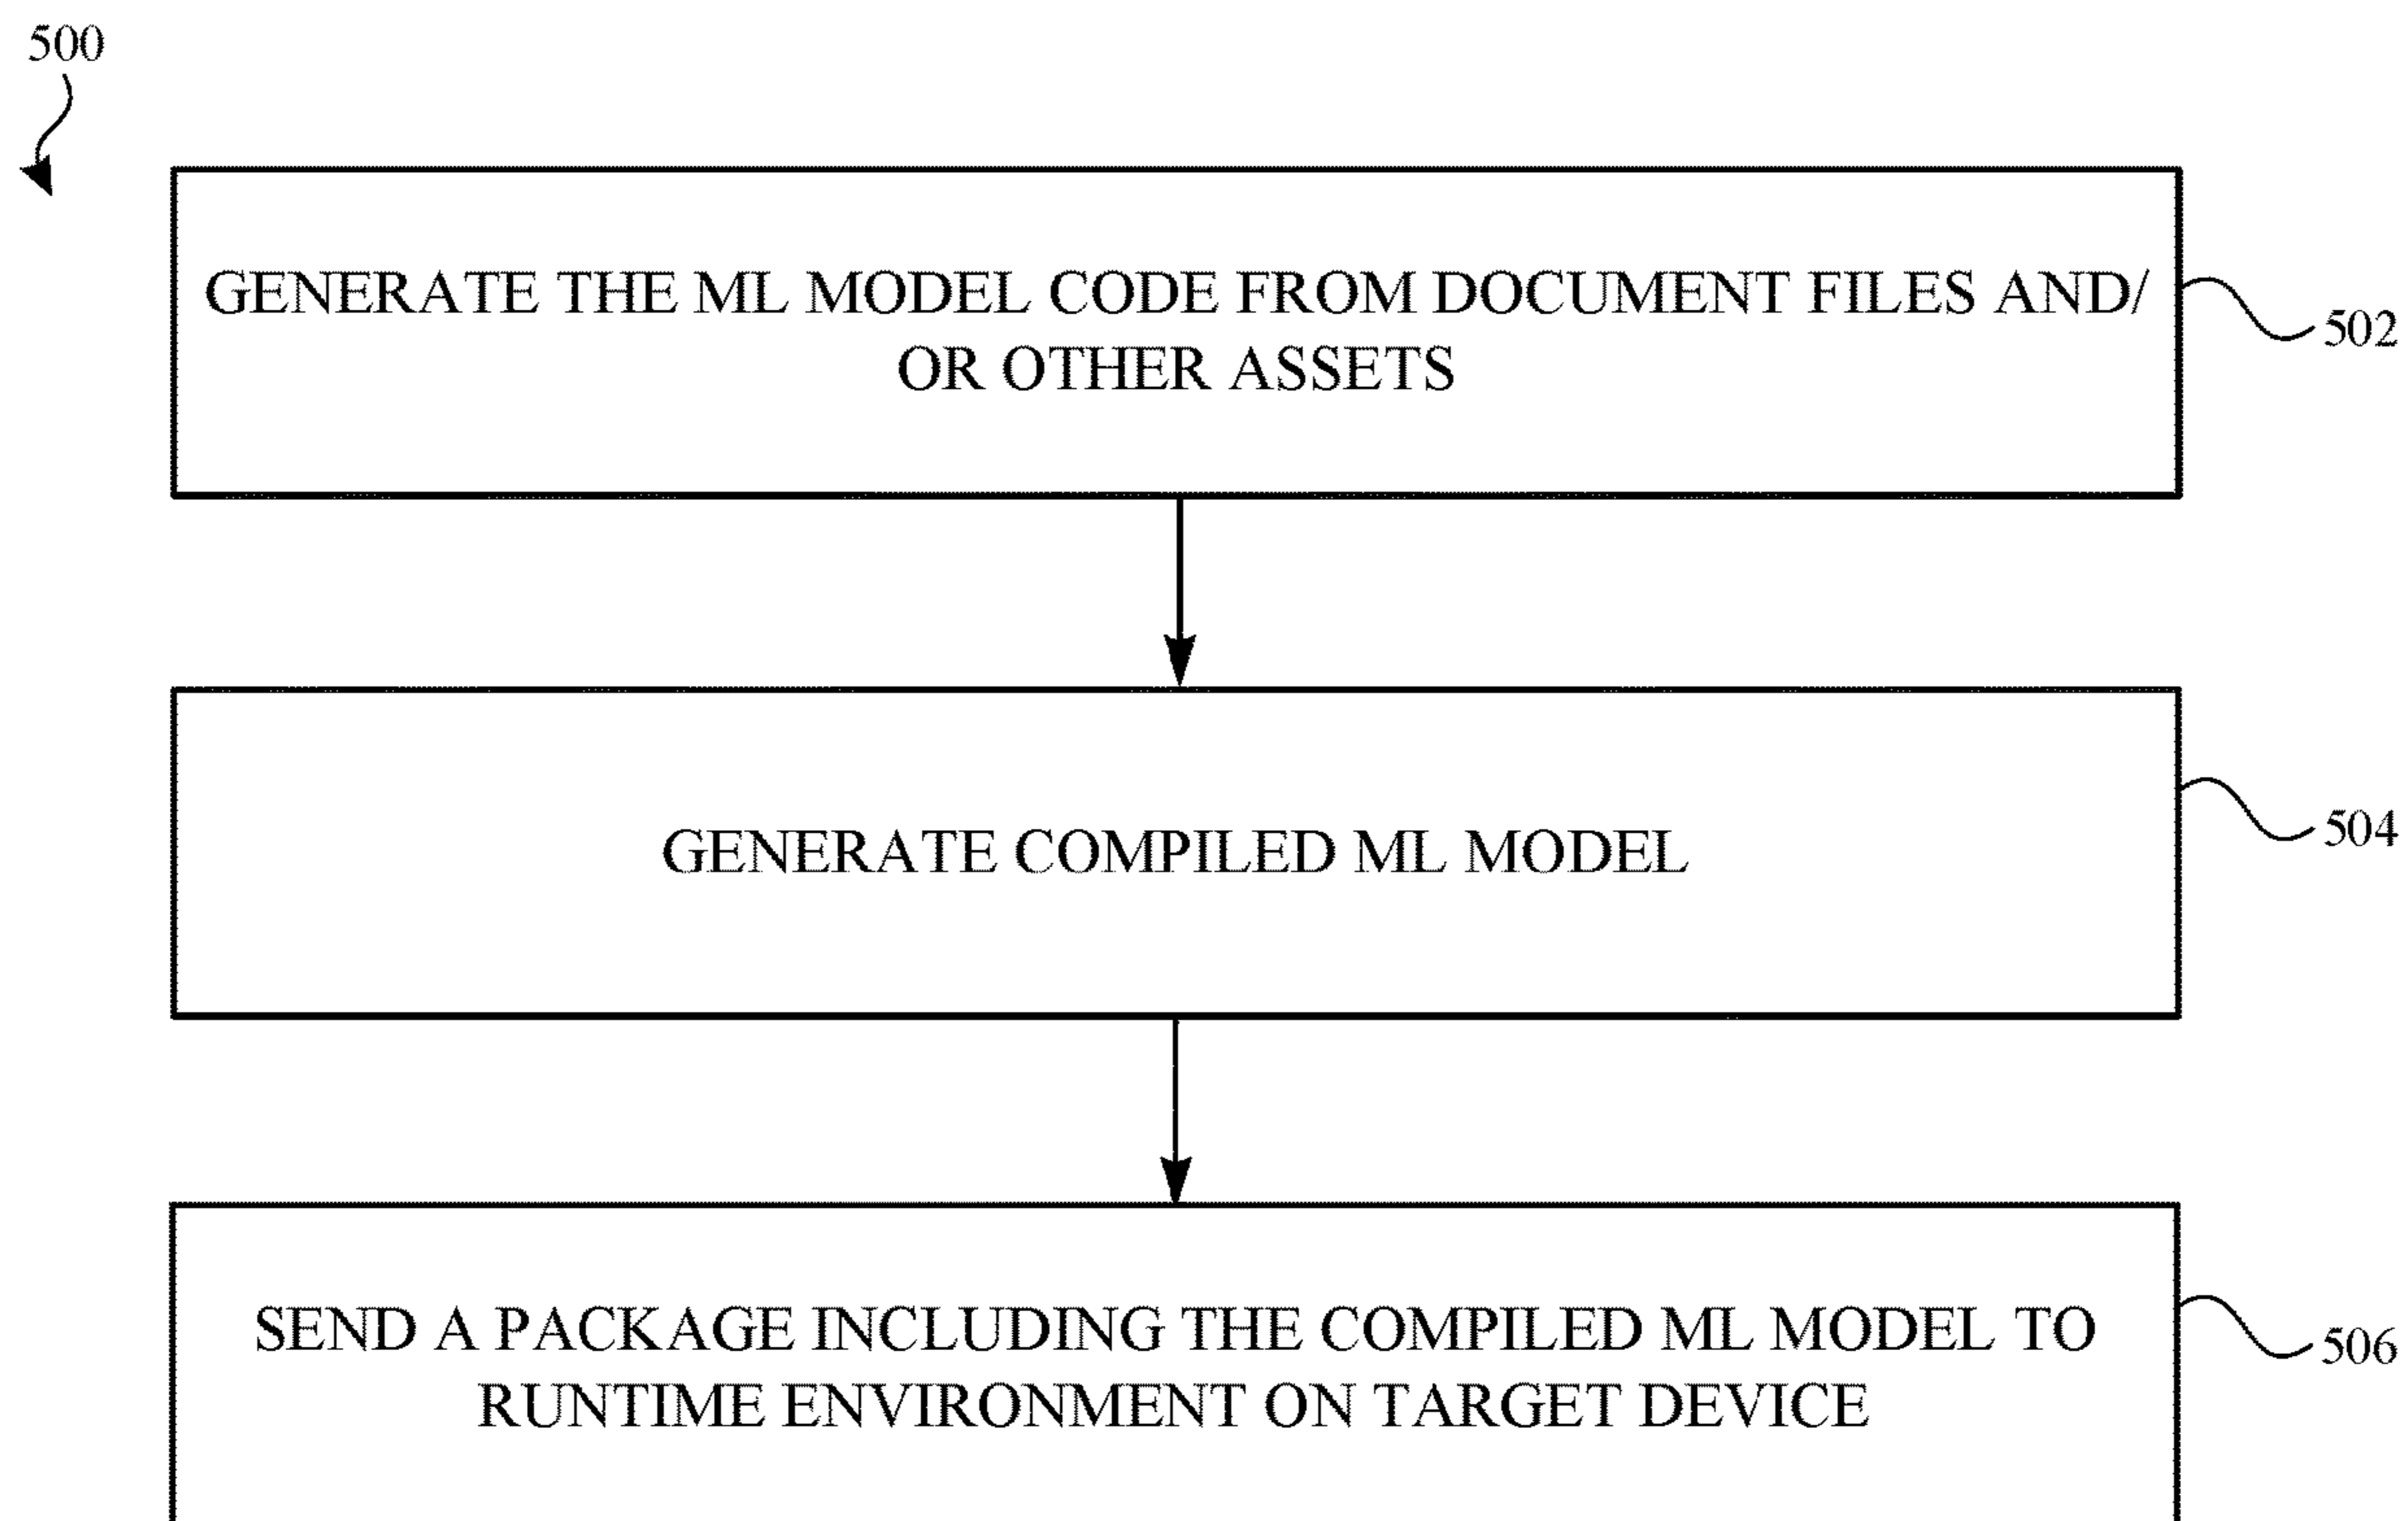 500
GENERATE THE ML MODEL CODE FROM DOCUMENT FILES AND/
OR OTHER ASSETS
502
GENERATE COMPILED ML MODEL
504
SEND A PACKAGE INCLUDING THE COMPILED ML MODEL TO
RUNTIME ENVIRONMENT ON TARGET DEVICE
506